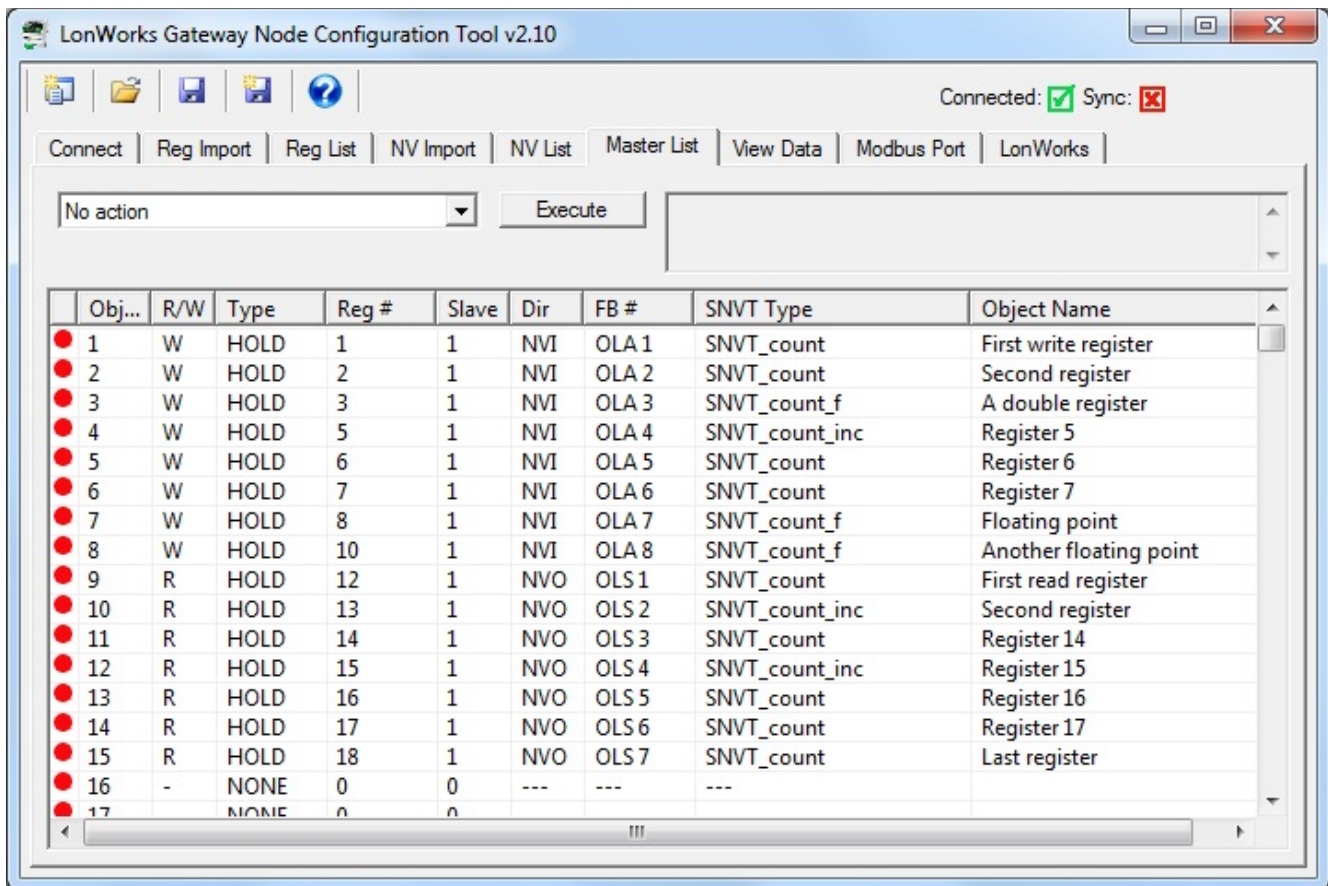 LonWorks Gateway Node Configuration Tool v2.10
Connected: Sync:
Connect Reg Import Reg List NV Import NV List Master List View Data Modbus Port LonWorks
No action Execute
Obj... R/W Type Reg # Slave Dir FB # SNVT Type Object Name
1 W HOLD 1 1 NVI OLA 1 SNVT_count First write register
2 W HOLD 2 1 NVI OLA 2 SNVT_count Second register
3 W HOLD 3 1 NVI OLA 3 SNVT_count_f A double register
4 W HOLD 5 1 NVI OLA 4 SNVT_count_inc Register 5
5 W HOLD 6 1 NVI OLA 5 SNVT_count Register 6
6 W HOLD 7 1 NVI OLA 6 SNVT_count Register 7
7 W HOLD 8 1 NVI OLA 7 SNVT_count_f Floating point
8 W HOLD 10 1 NVI OLA 8 SNVT_count_f Another floating point
9 R HOLD 12 1 NVO OLS 1 SNVT_count First read register
10 R HOLD 13 1 NVO OLS 2 SNVT_count_inc Second register
11 R HOLD 14 1 NVO OLS 3 SNVT_count Register 14
12 R HOLD 15 1 NVO OLS 4 SNVT_count_inc Register 15
13 R HOLD 16 1 NVO OLS 5 SNVT_count Register 16
14 R HOLD 17 1 NVO OLS 6 SNVT_count Register 17
15 R HOLD 18 1 NVO OLS 7 SNVT_count Last register
16 - NONE 0 0 --- --- ---
17 NONE 0 0